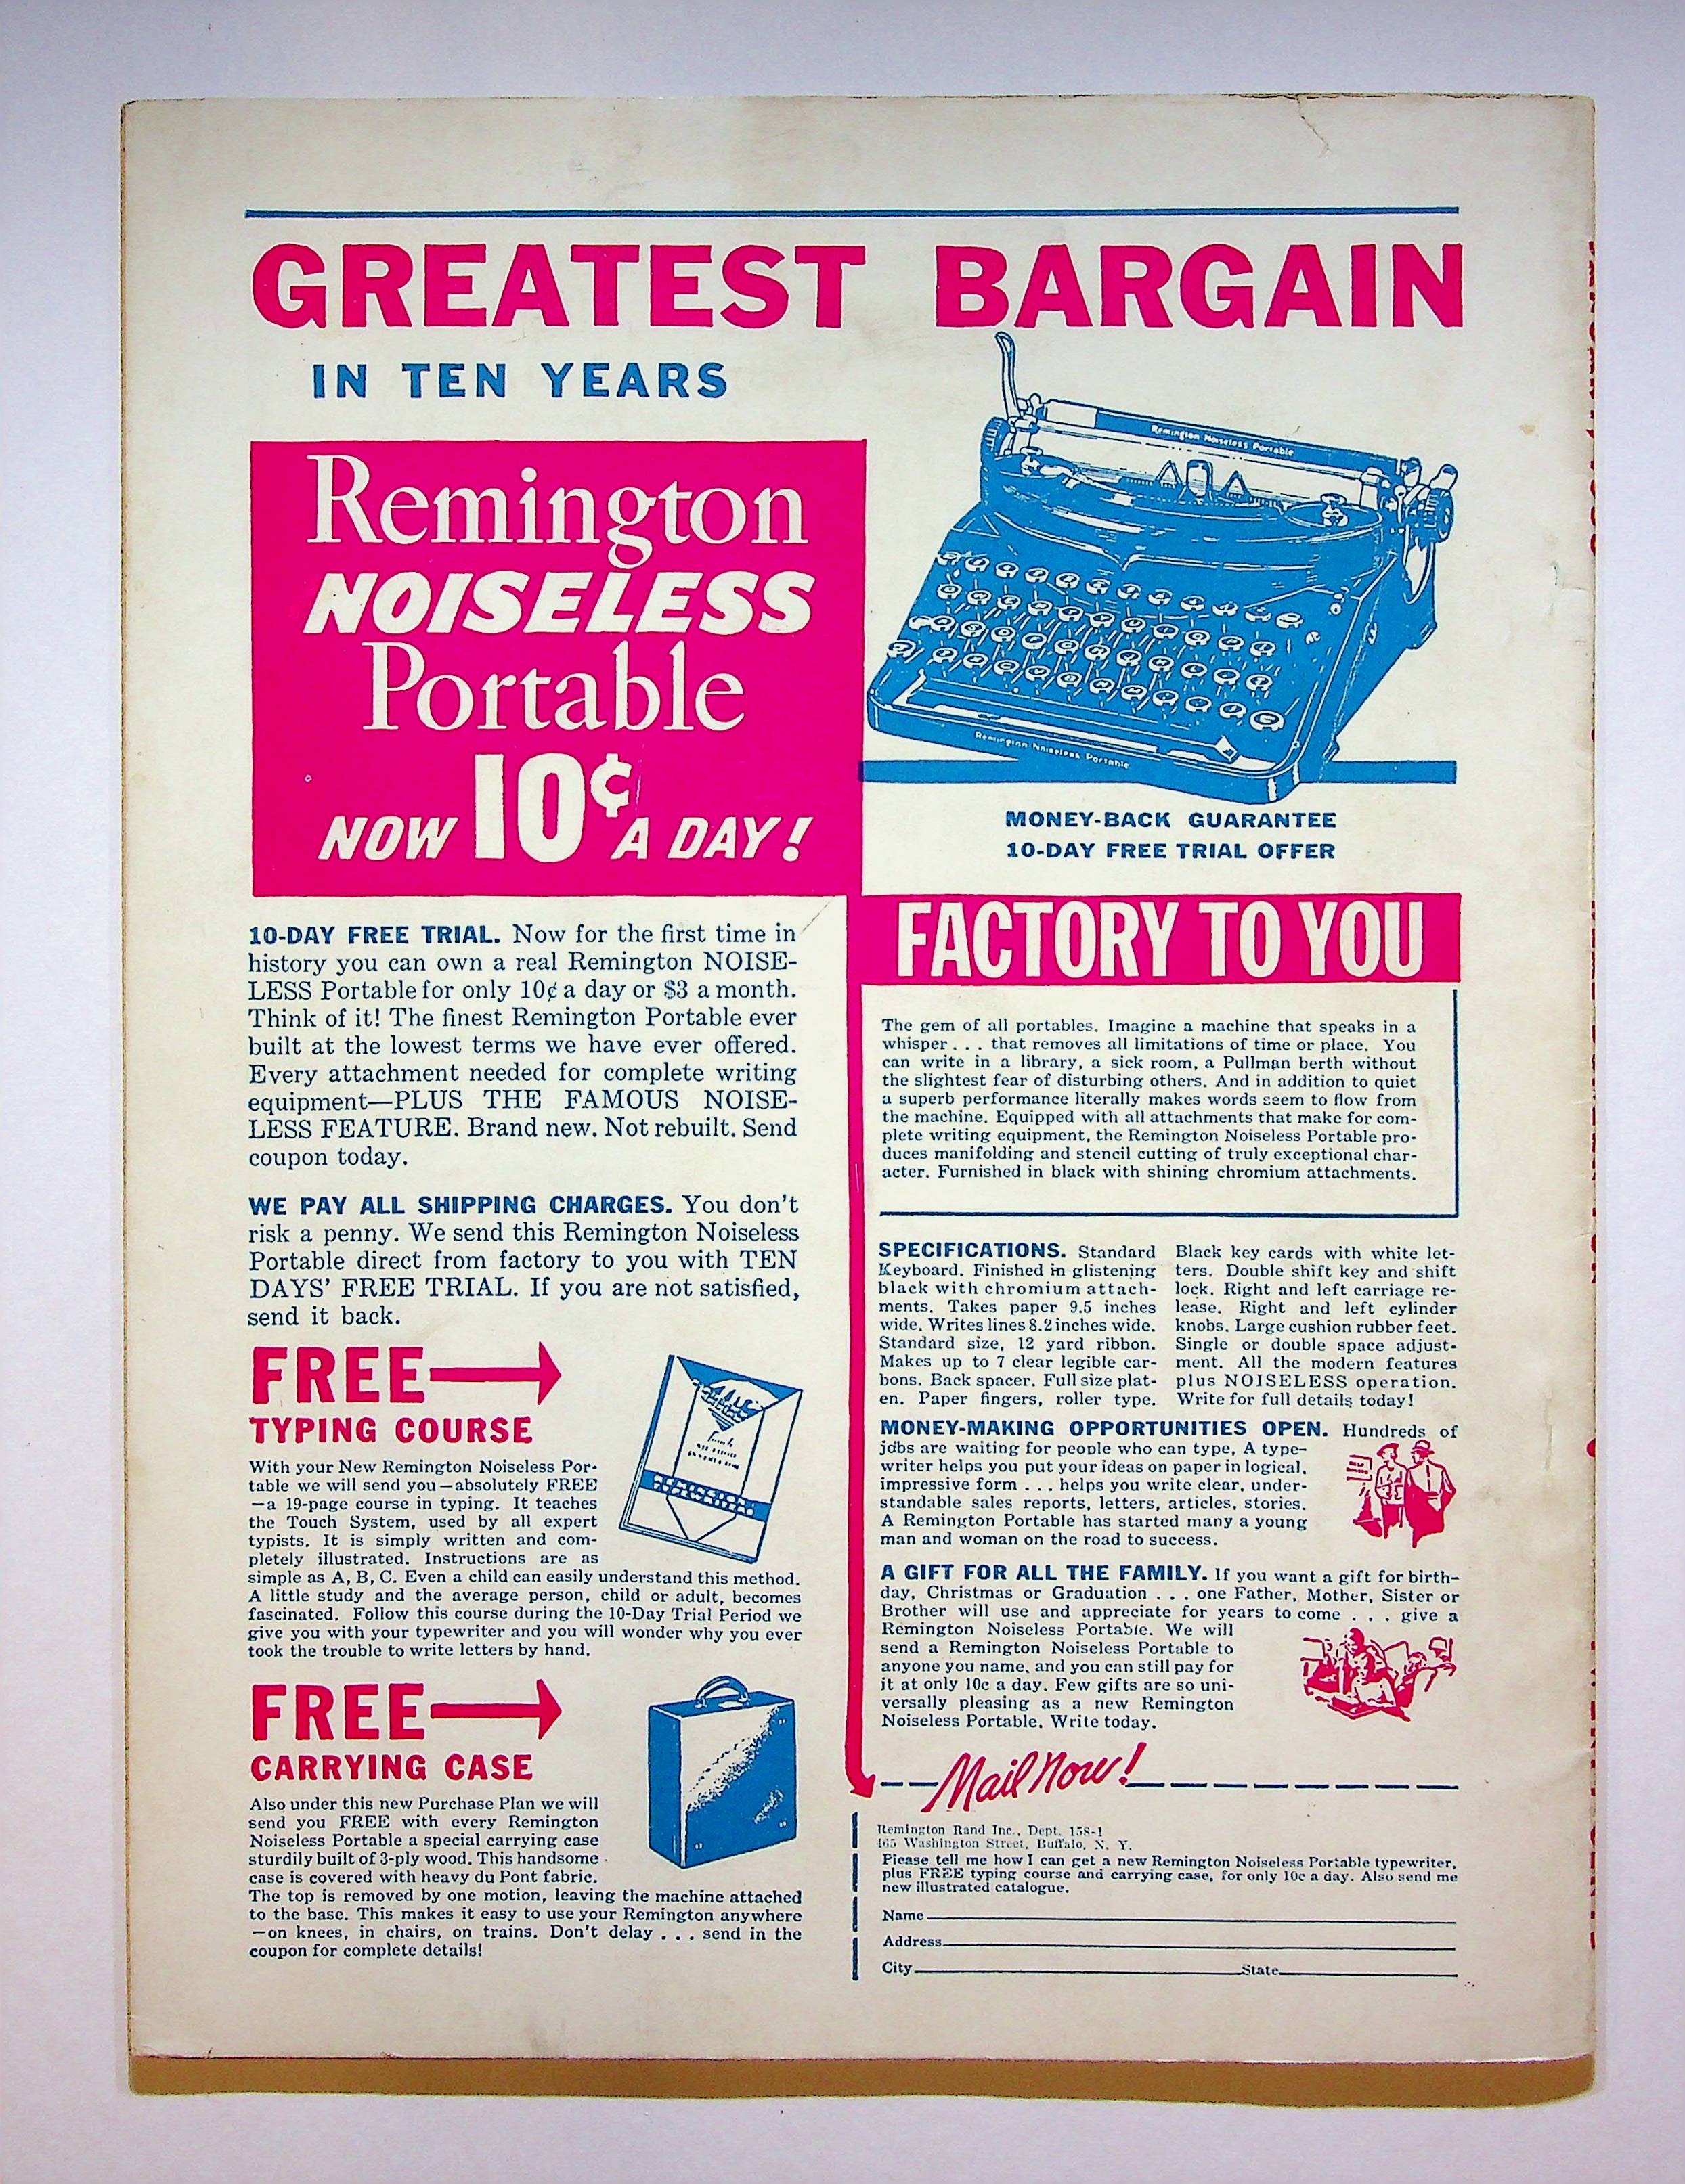 GREATEST BARGAIN
IN TEN YEARS
Remington
NOISELESS
Portable
NOW 10¢ A DAY!
Remington Noiseless Portable
Remington Noiseless Portable
MONEY-BACK GUARANTEE
10-DAY FREE TRIAL OFFER
10-DAY FREE TRIAL. Now for the first time in
history you can own a real Remington NOISE-
LESS Portable for only 10¢ a day or $3 a month.
Think of it! The finest Remington Portable ever
built at the lowest terms we have ever offered.
Every attachment needed for complete writing
equipment—PLUS THE FAMOUS NOISE-
LESS FEATURE. Brand new. Not rebuilt. Send
coupon today.
WE PAY ALL SHIPPING CHARGES. You don't
risk a penny. We send this Remington Noiseless
Portable direct from factory to you with TEN
DAYS' FREE TRIAL. If you are not satisfied,
send it back.
FREE
TYPING COURSE
With your New Remington Noiseless Por-
table we will send you—absolutely FREE
—a 19-page course in typing. It teaches
the Touch System, used by all expert
typists. It is simply written and com-
pletely illustrated. Instructions are as
simple as A, B, C. Even a child can easily understand this method.
A little study and the average person, child or adult, becomes
fascinated. Follow this course during the 10-Day Trial Period we
give you with your typewriter and you will wonder why you ever
took the trouble to write letters by hand.
REMINGTON
TYPEWRITERS
FREE
CARRYING CASE
Also under this new Purchase Plan we will
send you FREE with every Remington
Noiseless Portable a special carrying case
sturdily built of 3-ply wood. This handsome
case is covered with heavy du Pont fabric.
The top is removed by one motion, leaving the machine attached
to the base. This makes it easy to use your Remington anywhere
—on knees, in chairs, on trains. Don't delay . . . send in the
coupon for complete details!
FACTORY TO YOU
The gem of all portables. Imagine a machine that speaks in a
whisper . . . that removes all limitations of time or place. You
can write in a library, a sick room, a Pullman berth without
the slightest fear of disturbing others. And in addition to quiet
a superb performance literally makes words seem to flow from
the machine. Equipped with all attachments that make for com-
plete writing equipment, the Remington Noiseless Portable pro-
duces manifolding and stencil cutting of truly exceptional char-
acter. Furnished in black with shining chromium attachments.
SPECIFICATIONS. Standard
Keyboard. Finished in glistening
black with chromium attach-
ments. Takes paper 9.5 inches
wide. Writes lines 8.2 inches wide.
Standard size, 12 yard ribbon.
Makes up to 7 clear legible car-
bons. Back spacer. Full size plat-
en. Paper fingers, roller type.
Black key cards with white let-
ters. Double shift key and shift
lock. Right and left carriage re-
lease. Right and left cylinder
knobs. Large cushion rubber feet.
Single or double space adjust-
ment. All the modern features
plus NOISELESS operation.
Write for full details today!
MONEY-MAKING OPPORTUNITIES OPEN. Hundreds of
jobs are waiting for people who can type, A type-
writer helps you put your ideas on paper in logical,
impressive form . . . helps you write clear, under-
standable sales reports, letters, articles, stories.
A Remington Portable has started many a young
man and woman on the road to success.
A GIFT FOR ALL THE FAMILY. If you want a gift for birth-
day, Christmas or Graduation . . . one Father, Mother, Sister or
Brother will use and appreciate for years to come . . . give a
Remington Noiseless Portable. We will
send a Remington Noiseless Portable to
anyone you name, and you can still pay for
it at only 10c a day. Few gifts are so uni-
versally pleasing as a new Remington
Noiseless Portable. Write today.
Mail Now!
Remington Rand Inc., Dept. 158-1
465 Washington Street, Buffalo, N. Y.
Please tell me how I can get a new Remington Noiseless Portable typewriter,
plus FREE typing course and carrying case, for only 10c a day. Also send me
new illustrated catalogue.
Name
Address
City State